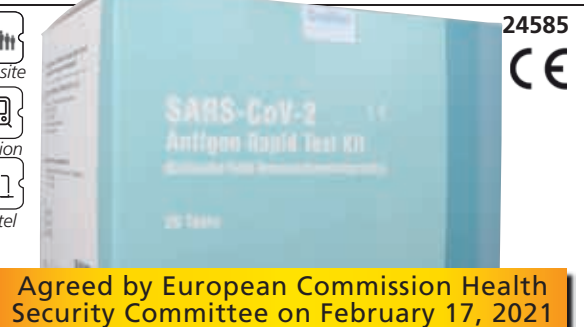 24585
site
CE
ion
tel
SARS-CoV-2
Antigen Rapid Test Kit
25 Tests
Agreed by European Commission Health
Security Committee on February 17, 2021